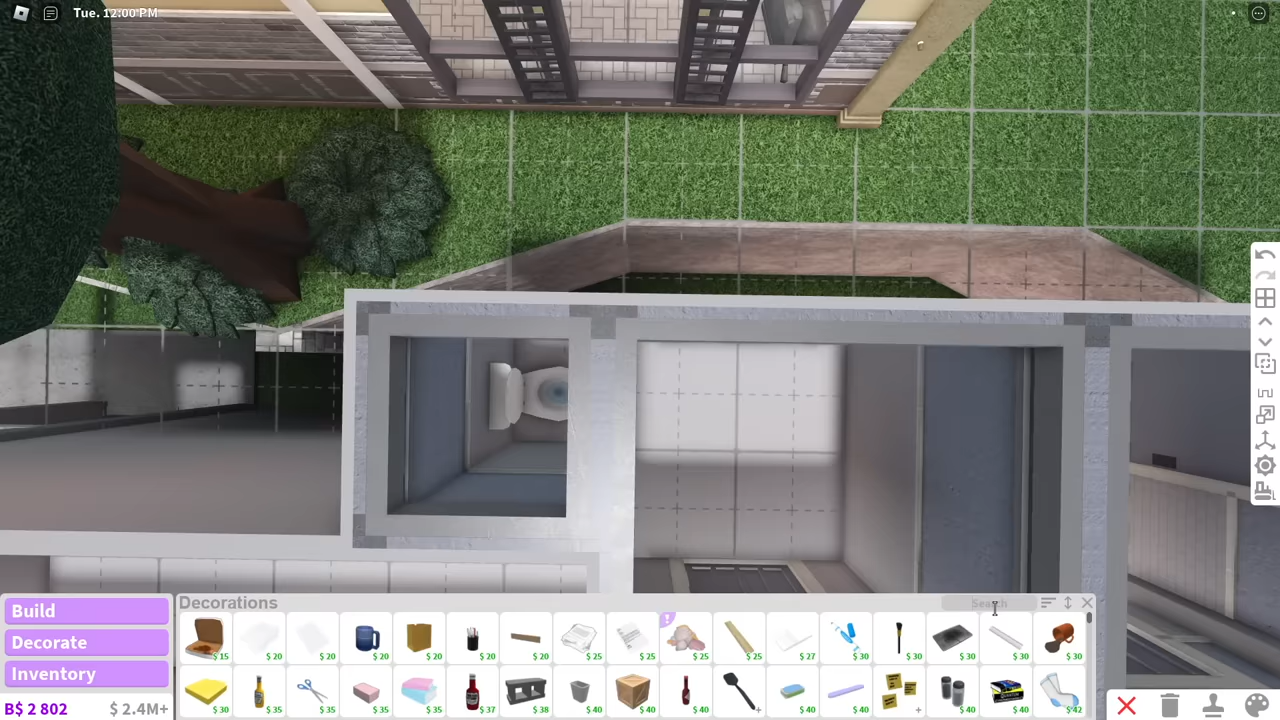 Tue. 12:00 PM
Decorations
Search
$15 $20 $20 $20 $20 $20 $20 $25 $25 $25 $25 $27 $30 $30 $30 $30 $30
$30 $35 $35 $35 $35 $37 $38 $40 $40 $40 + $40 $40 + $40 $40 $42
Build
Decorate
Inventory
B$ 2 802 $ 2.4M+